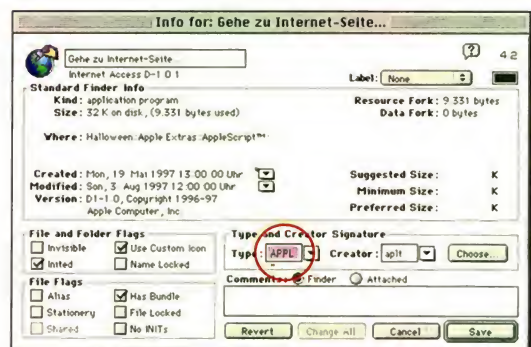 Info for: Gehe zu Internet-Seite...
Gehe zu Internet-Seite...
4.2
Internet Access D-1.0.1
Label: None
Standard Finder Info
Kind: application program
Resource Fork: 9.331 bytes
Size: 32 K on disk, (9.331 bytes used)
Data Fork: 0 bytes
Where: Halloween: Apple Extras: AppleScript™:
Created: Mon, 19. Mai 1997 13:00:00 Uhr
Suggested Size: K
Modified: Son, 3. Aug 1997 12:00:00 Uhr
Minimum Size: K
Version: D1-1.0, Copyright 1996-97
Apple Computer, Inc.
Preferred Size: K
File and Folder Flags
Type and Creator Signature
Invisible
Use Custom Icon
Type: APPL
Creator: aplt
Choose...
Inited
Name Locked
File Flags
Comments: Finder Attached
Alias
Has Bundle
Stationery
File Locked
Shared
No INITs
Revert
Change All
Cancel
Save